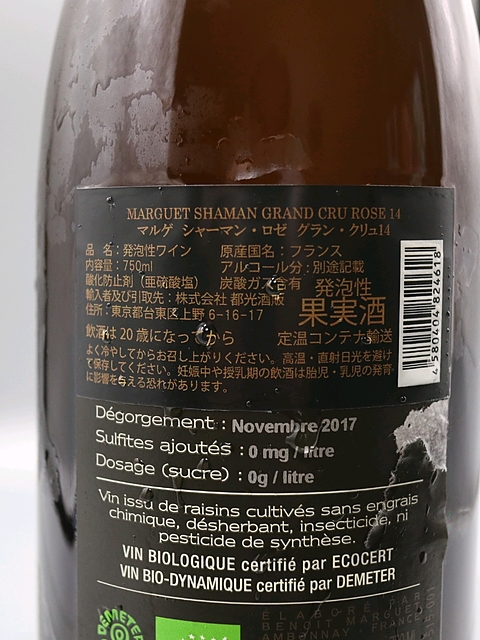 MARGUET SHAMAN GRAND CRU ROSE 14
マルゲ シャーマン・ロゼ グラン・クリュ14
品 名：発泡性ワイン 原産国名：フランス
内容量：750ml アルコール分：別途記載
酸化防止剤（亜硫酸塩） 炭酸ガス含有
輸入者及び引取先：株式会社 都光酒販
住所：東京都台東区上野 6-16-17
発泡性
果実酒
飲酒は 20 歳になってから 定温コンテナ輸送
よく冷やしてからお召し上がりください。高温・直射日光を避け
て保存してください。妊娠中や授乳期の飲酒は胎児・乳児の発育
に影響を与える恐れがあります。
4 580404 824618
Dégorgement : Novembre 2017
Sulfites ajoutés : 0 mg / litre
Dosage (sucre) : 0g / litre
Vin issu de raisins cultivés sans engrais
chimique, désherbant, insecticide, ni
pesticide de synthèse.
VIN BIOLOGIQUE certifié par ECOCERT
VIN BIO-DYNAMIQUE certifié par DEMETER
DEMETER
ÉLABORÉ PAR
BENOIT MARGUET
AMBONNAY FRANCE